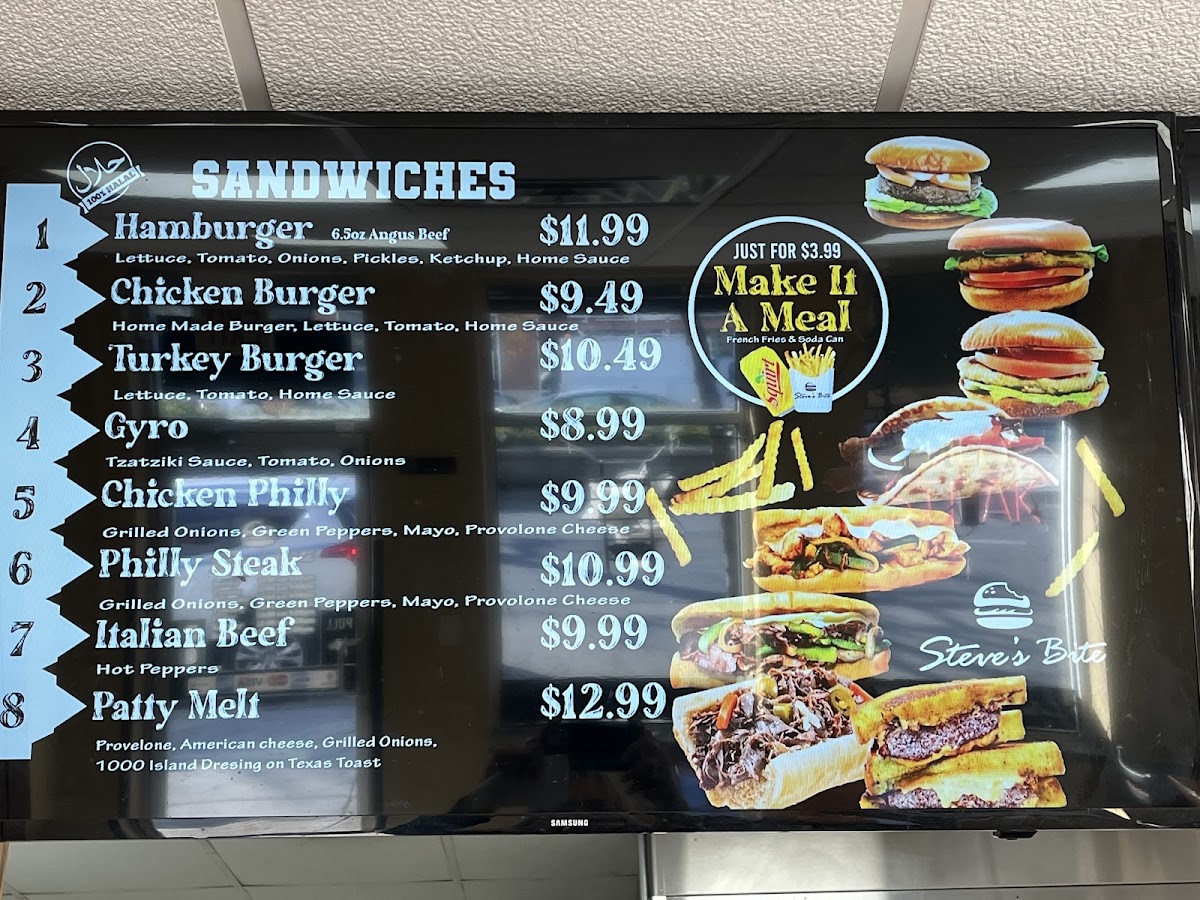 حلال
100% HALAL
SANDWICHES
1 Hamburger 6.5oz Angus Beef $11.99
Lettuce, Tomato, Onions, Pickles, Ketchup, Home Sauce
2 Chicken Burger $9.49
Home Made Burger, Lettuce, Tomato, Home Sauce
3 Turkey Burger $10.49
Lettuce, Tomato, Home Sauce
4 Gyro $8.99
Tzatziki Sauce, Tomato, Onions
5 Chicken Philly $9.99
Grilled Onions, Green Peppers, Mayo, Provolone Cheese
6 Philly Steak $10.99
Grilled Onions, Green Peppers, Mayo, Provolone Cheese
7 Italian Beef $9.99
Hot Peppers
8 Patty Melt $12.99
Provelone, American cheese, Grilled Onions,
1000 Island Dresing on Texas Toast
JUST FOR $3.99
Make It
A Meal
French Fries & Soda Can
Squirt
Steve's Bite
Steve's Bite
SAMSUNG